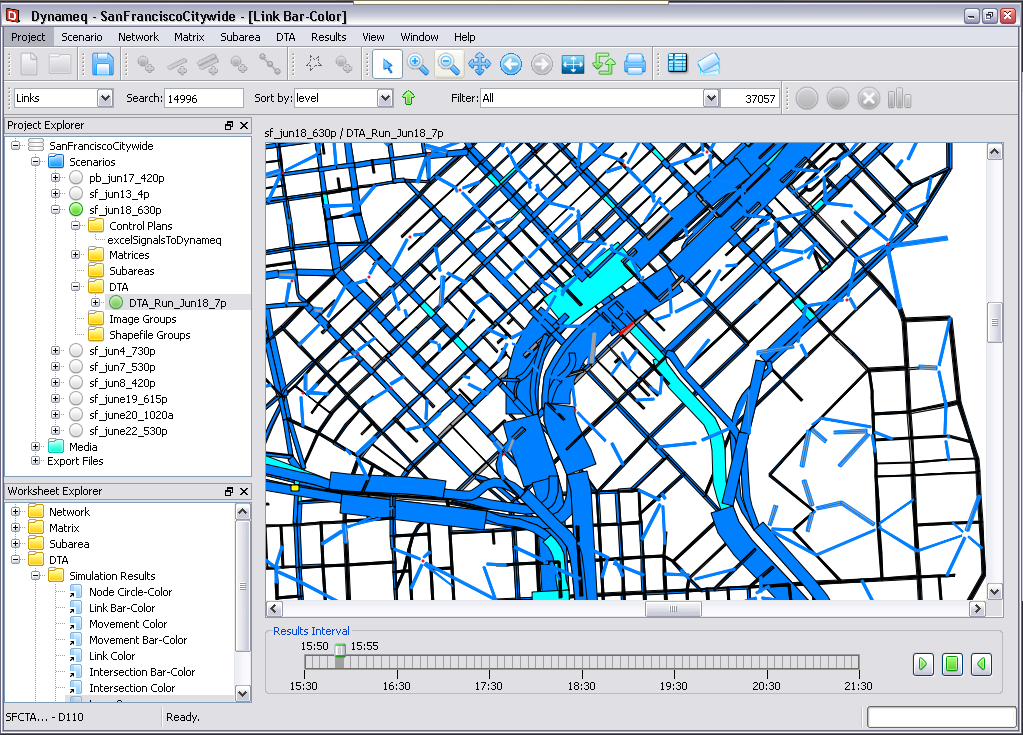 Dynameq - SanFranciscoCitywide - [Link Bar-Color]
Project Scenario Network Matrix Subarea DTA Results View Window Help
Links Search: 14996 Sort by: level Filter: All 37057
Project Explorer
sf_jun18_630p / DTA_Run_Jun18_7p
SanFranciscoCitywide
Scenarios
pb_jun17_420p
sf_jun13_4p
sf_jun18_630p
Control Plans
excelSignalsToDynameq
Matrices
Subareas
DTA
DTA_Run_Jun18_7p
Image Groups
Shapefile Groups
sf_jun4_730p
sf_jun7_530p
sf_jun8_420p
sf_june19_615p
sf_june20_1020a
sf_june22_530p
Media
Export Files
Worksheet Explorer
Network
Matrix
Subarea
DTA
Simulation Results
Node Circle-Color
Link Bar-Color
Movement Color
Movement Bar-Color
Link Color
Intersection Bar-Color
Intersection Color
Results Interval
15:50 15:55
15:30 16:30 17:30 18:30 19:30 20:30 21:30
SFCTA... - D110 Ready.